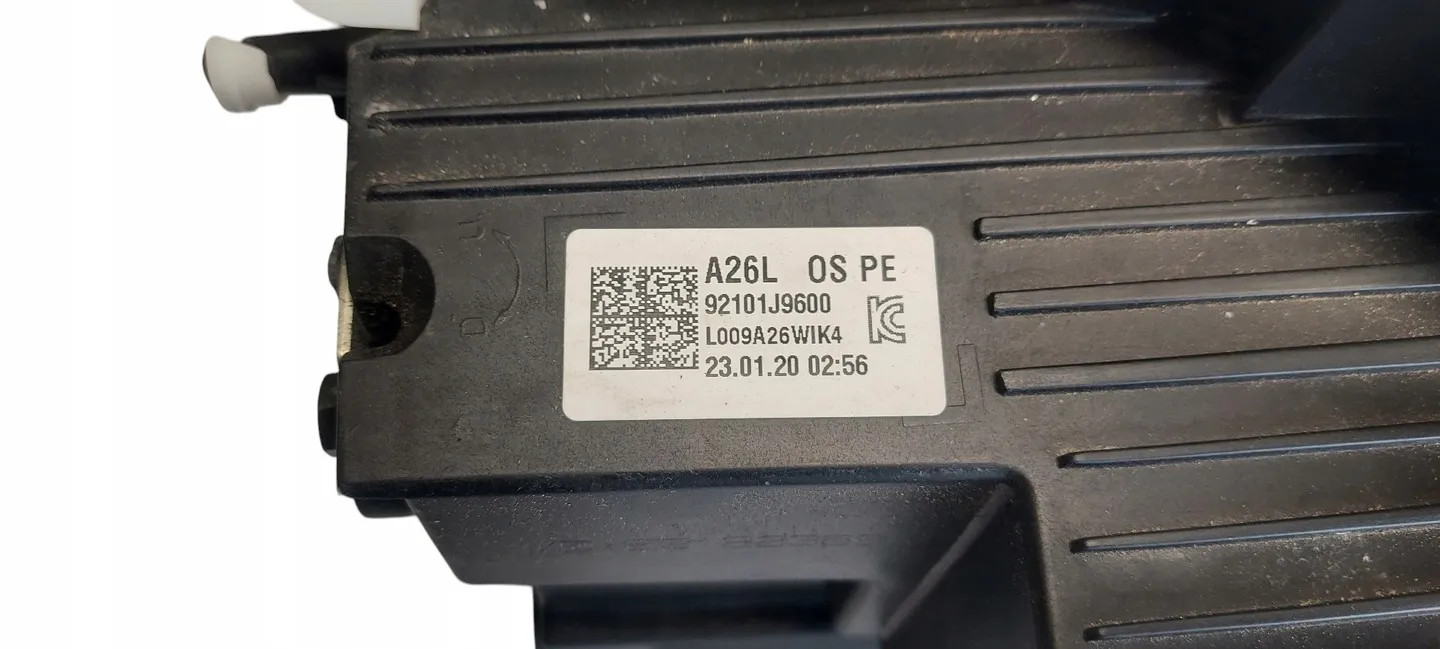 A26L OS PE
92101J9600
L009A26WIK4
23.01.20 02:56
U
D